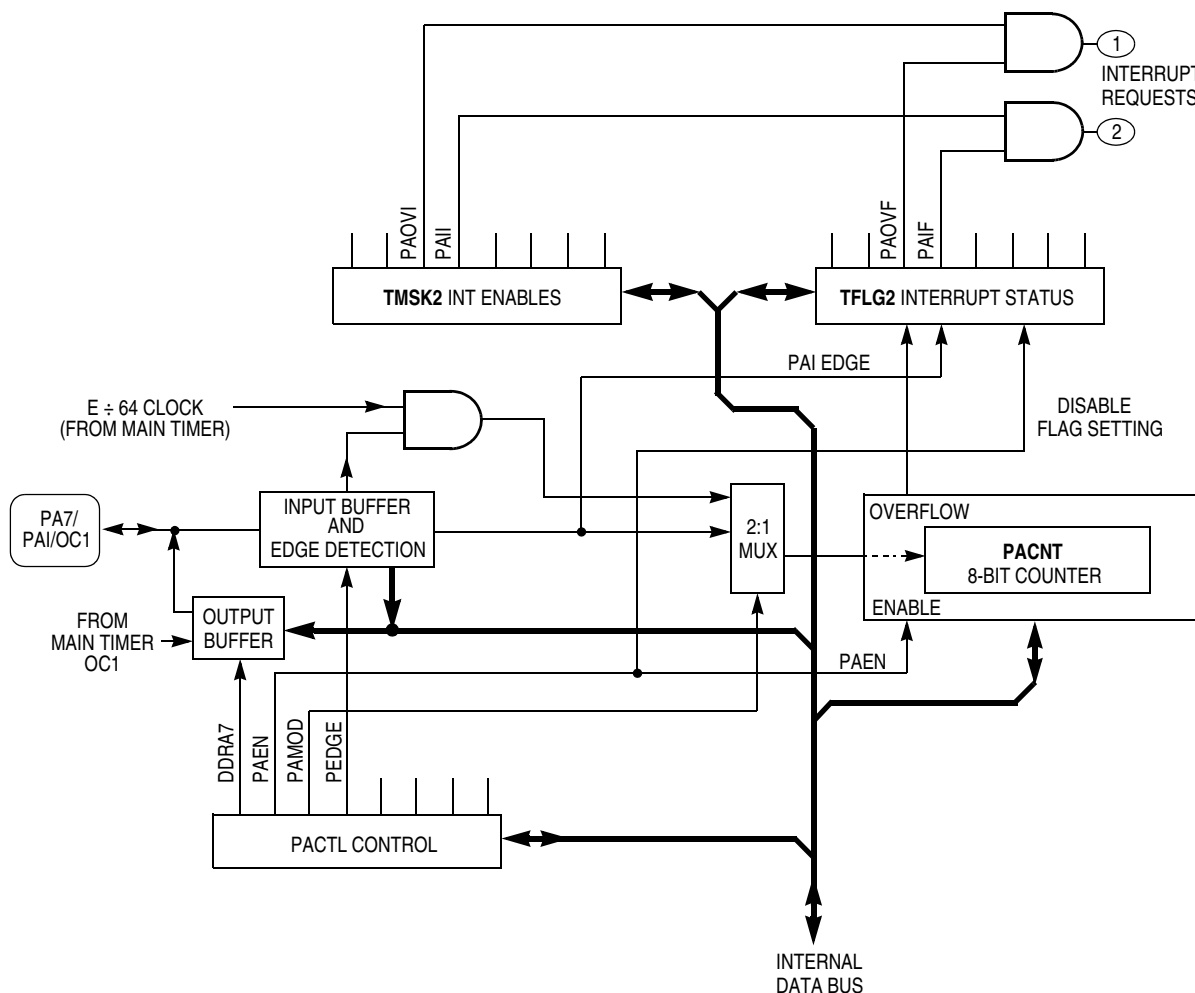 1
INTERRUPT
REQUESTS
2
PAOVI
PAII
PAOVF
PAIF
TMSK2 INT ENABLES
TFLG2 INTERRUPT STATUS
PAI EDGE
E ÷ 64 CLOCK
(FROM MAIN TIMER)
DISABLE
FLAG SETTING
PA7/
PAI/OC1
INPUT BUFFER
AND
EDGE DETECTION
2:1
MUX
OVERFLOW
PACNT
8-BIT COUNTER
ENABLE
FROM
MAIN TIMER
OC1
OUTPUT
BUFFER
PAEN
DDRA7
PAEN
PAMOD
PEDGE
PACTL CONTROL
INTERNAL
DATA BUS